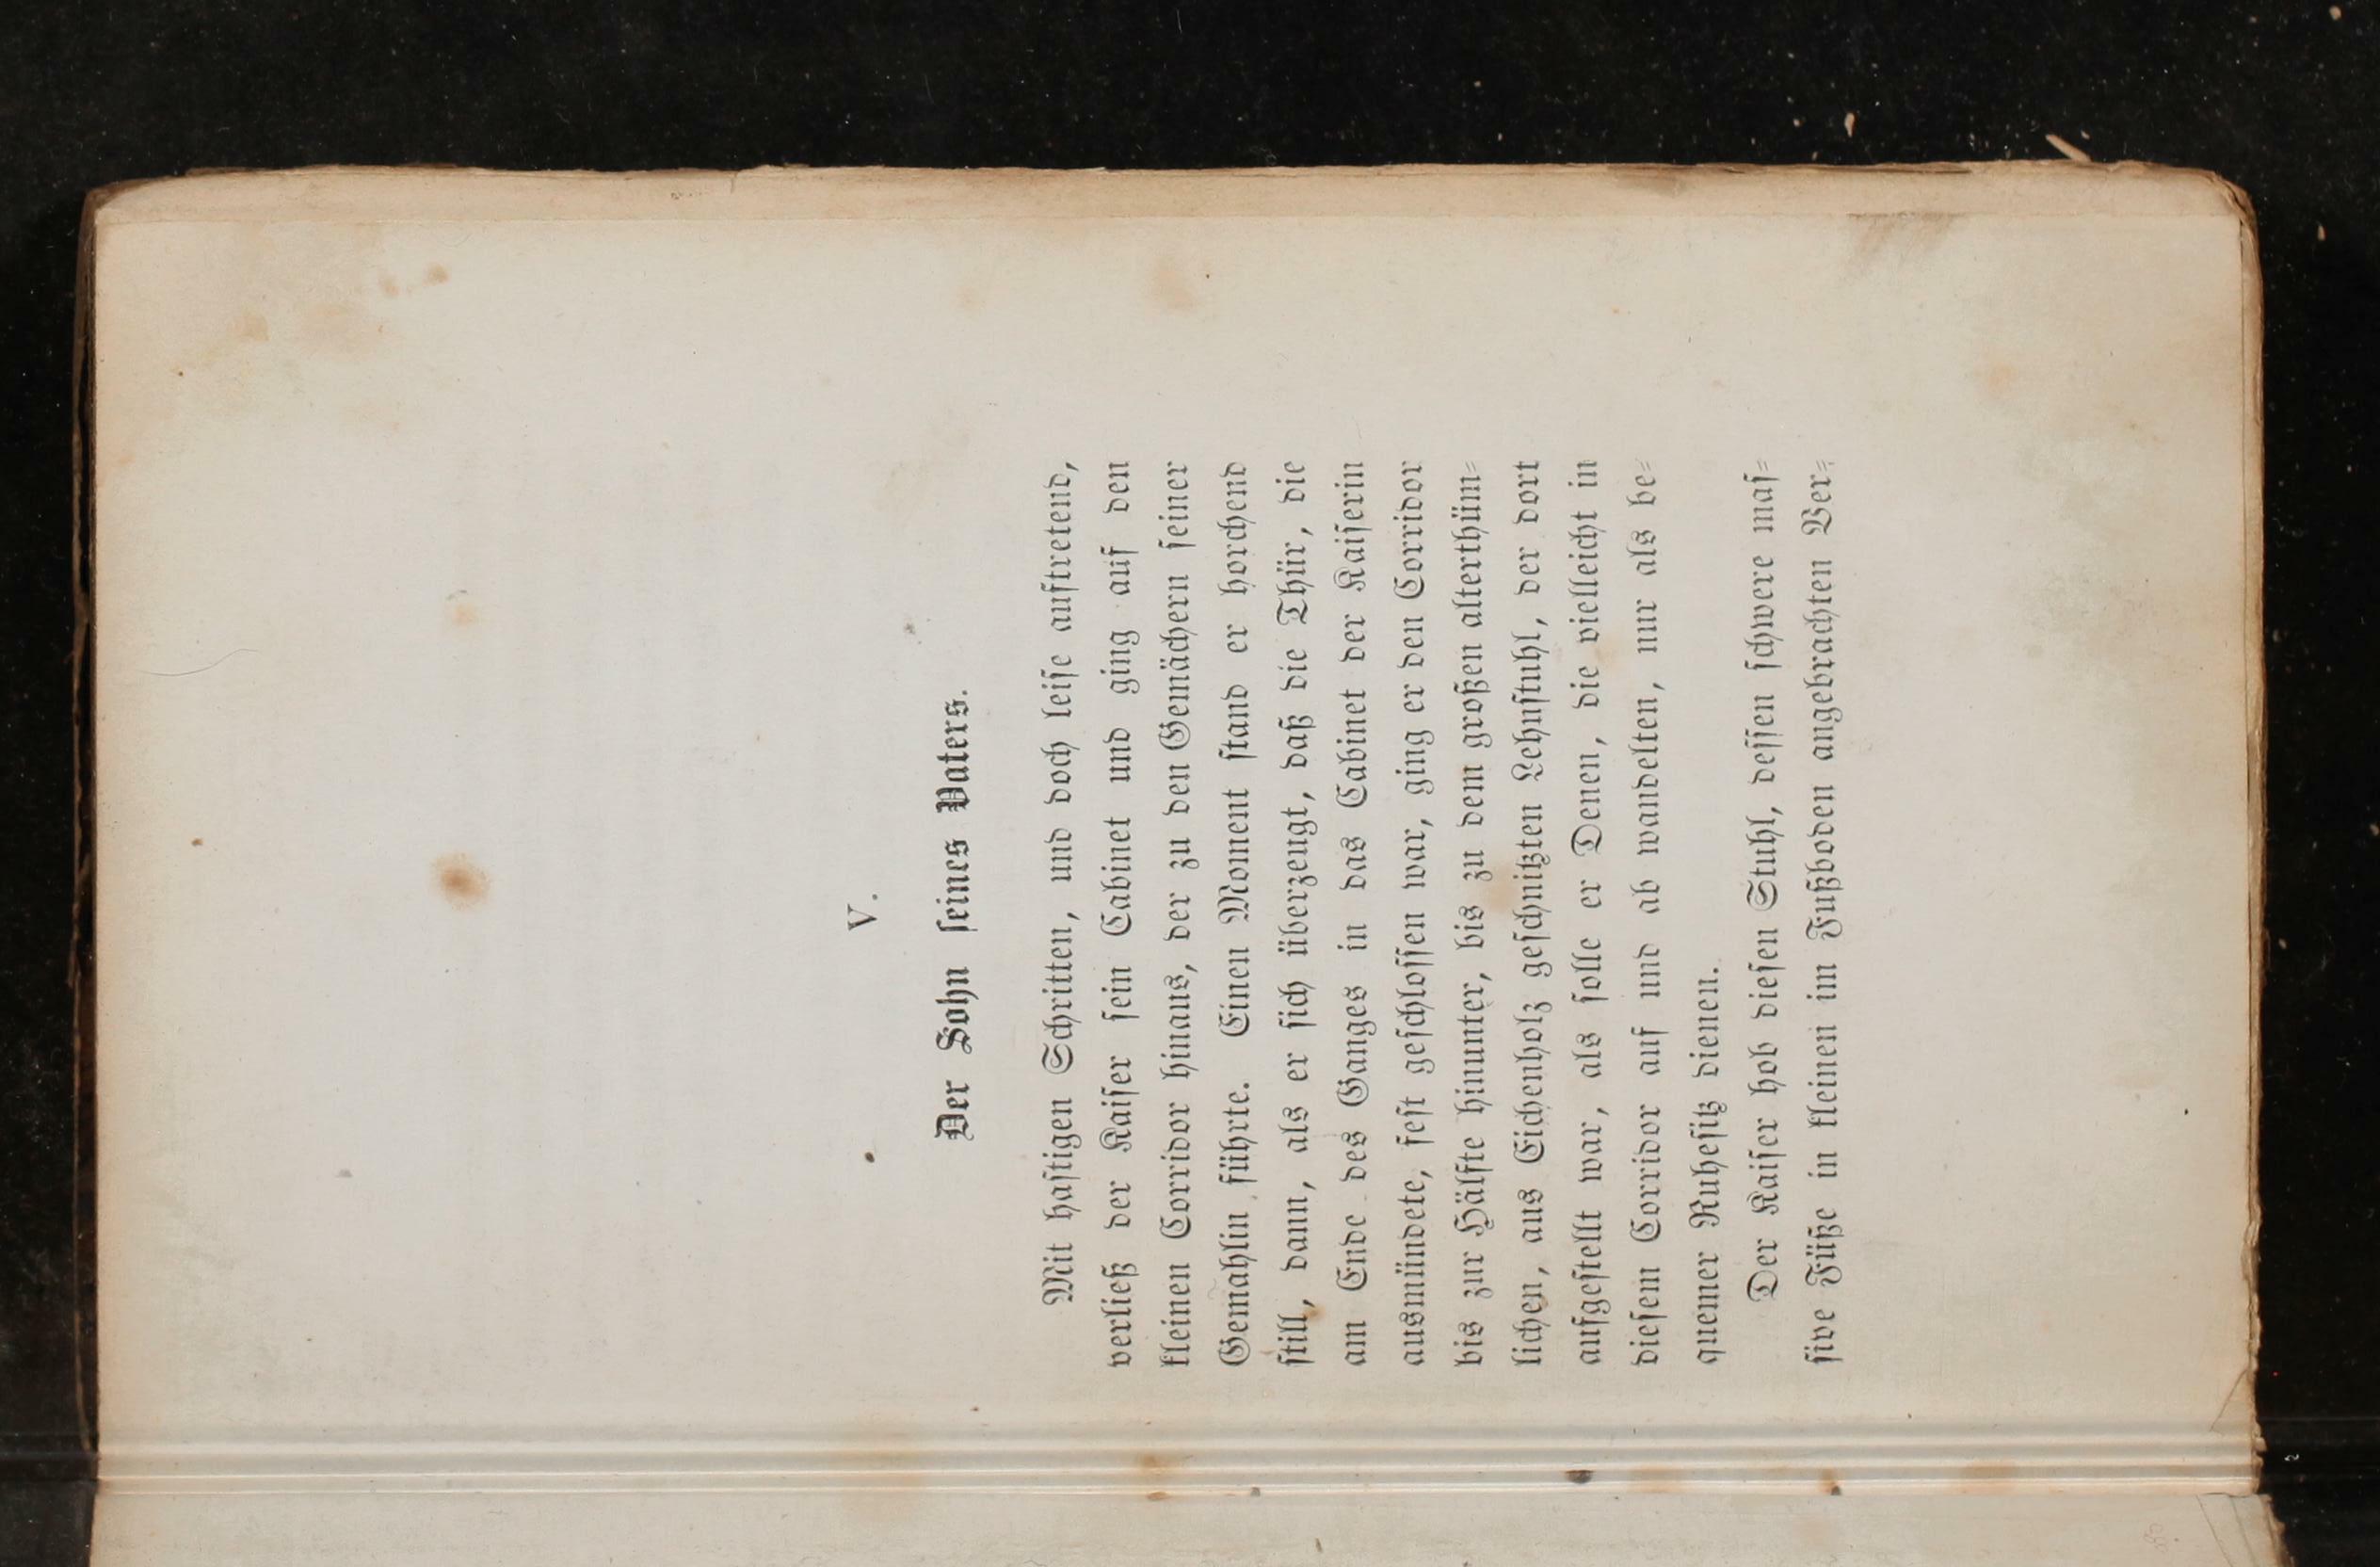 V.
Der Sohn ſeines Vaters.
Mit haſtigen Schritten, und doch leiſe auftretend,
verließ der Kaiſer ſein Cabinet und ging auf den
kleinen Corridor hinaus, der zu den Gemächern ſeiner
Gemahlin führte. Einen Moment ſtand er horchend
ſtill, dann, als er ſich überzeugt, daß die Thür, die
am Ende des Ganges in das Cabinet der Kaiſerin
ausmündete, feſt geſchloſſen war, ging er den Corridor
bis zur Hälfte hinunter, bis zu dem großen alterthüm⸗
lichen, aus Eichenholz geſchnitzten Lehnſtuhl, der dort
aufgeſtellt war, als ſolle er Denen, die vielleicht in
dieſem Corridor auf und ab wandelten, nur als be⸗
quemer Ruheſitz dienen.
Der Kaiſer hob dieſen Stuhl, deſſen ſchwere maſ⸗
ſive Füße in kleinen im Fußboden angebrachten Ver⸗